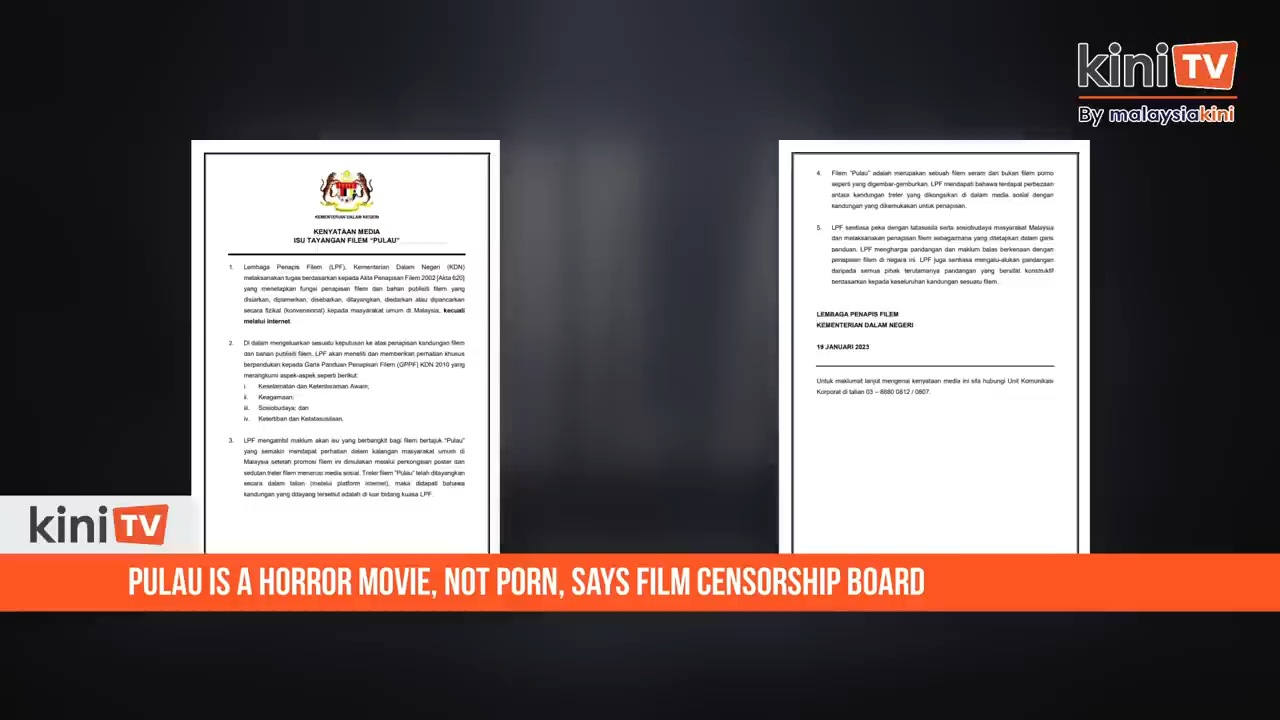 kini TV
By malaysiakini
KEMENTERIAN DALAM NEGERI
KENYATAAN MEDIA
ISU TAYANGAN FILEM “PULAU”
1. Lembaga Penapis Filem (LPF), Kementerian Dalam Negeri (KDN)
melaksanakan tugas berdasarkan kepada Akta Penapisan Filem 2002 [Akta 620]
yang menetapkan fungsi penapisan filem dan bahan publisiti filem yang
disiarkan, dipamerkan, disebarkan, ditayangkan, diedarkan atau dipancarkan
secara fizikal (konvensional) kepada masyarakat umum di Malaysia, kecuali
melalui internet.
2. Di dalam mengeluarkan sesuatu keputusan ke atas penapisan kandungan filem
dan bahan publisiti filem, LPF akan meneliti dan memberikan perhatian khusus
berpandukan kepada Garis Panduan Penapisan Filem (GPPF) KDN 2010 yang
merangkumi aspek-aspek seperti berikut:
i. Keselamatan dan Ketenteraman Awam;
ii. Keagamaan;
iii. Sosiobudaya; dan
iv. Ketertiban dan Ketatasusilaan.
3. LPF mengambil maklum akan isu yang berbangkit bagi filem bertajuk “Pulau”
yang semakin mendapat perhatian dalam kalangan masyarakat umum di
Malaysia setelah promosi filem ini dimulakan melalui perkongsian poster dan
sedutan treler filem menerusi media sosial. Treler filem “Pulau” telah ditayangkan
secara dalam talian (melalui platform internet), maka didapati bahawa
kandungan yang ditayang tersebut adalah di luar bidang kuasa LPF.
4. Filem “Pulau” adalah merupakan sebuah filem seram dan bukan filem porno
seperti yang digembar-gemburkan. LPF mendapati bahawa terdapat perbezaan
antara kandungan treler yang dikongsikan di dalam media sosial dengan
kandungan yang dikemukakan untuk penapisan.
5. LPF sentiasa peka dengan tatasusila serta sosiobudaya masyarakat Malaysia
dan melaksanakan penapisan filem sebagaimana yang ditetapkan dalam garis
panduan. LPF menghargai pandangan dan maklum balas berkenaan dengan
penapisan filem di negara ini. LPF juga sentiasa mengalu-alukan pandangan
daripada semua pihak terutamanya pandangan yang bersifat konstruktif
berdasarkan kepada keseluruhan kandungan sesuatu filem.
LEMBAGA PENAPIS FILEM
KEMENTERIAN DALAM NEGERI
19 JANUARI 2023
Untuk maklumat lanjut mengenai kenyataan media ini sila hubungi Unit Komunikasi
Korporat di talian 03 – 8880 0812 / 0807.
kini TV
PULAU IS A HORROR MOVIE, NOT PORN, SAYS FILM CENSORSHIP BOARD